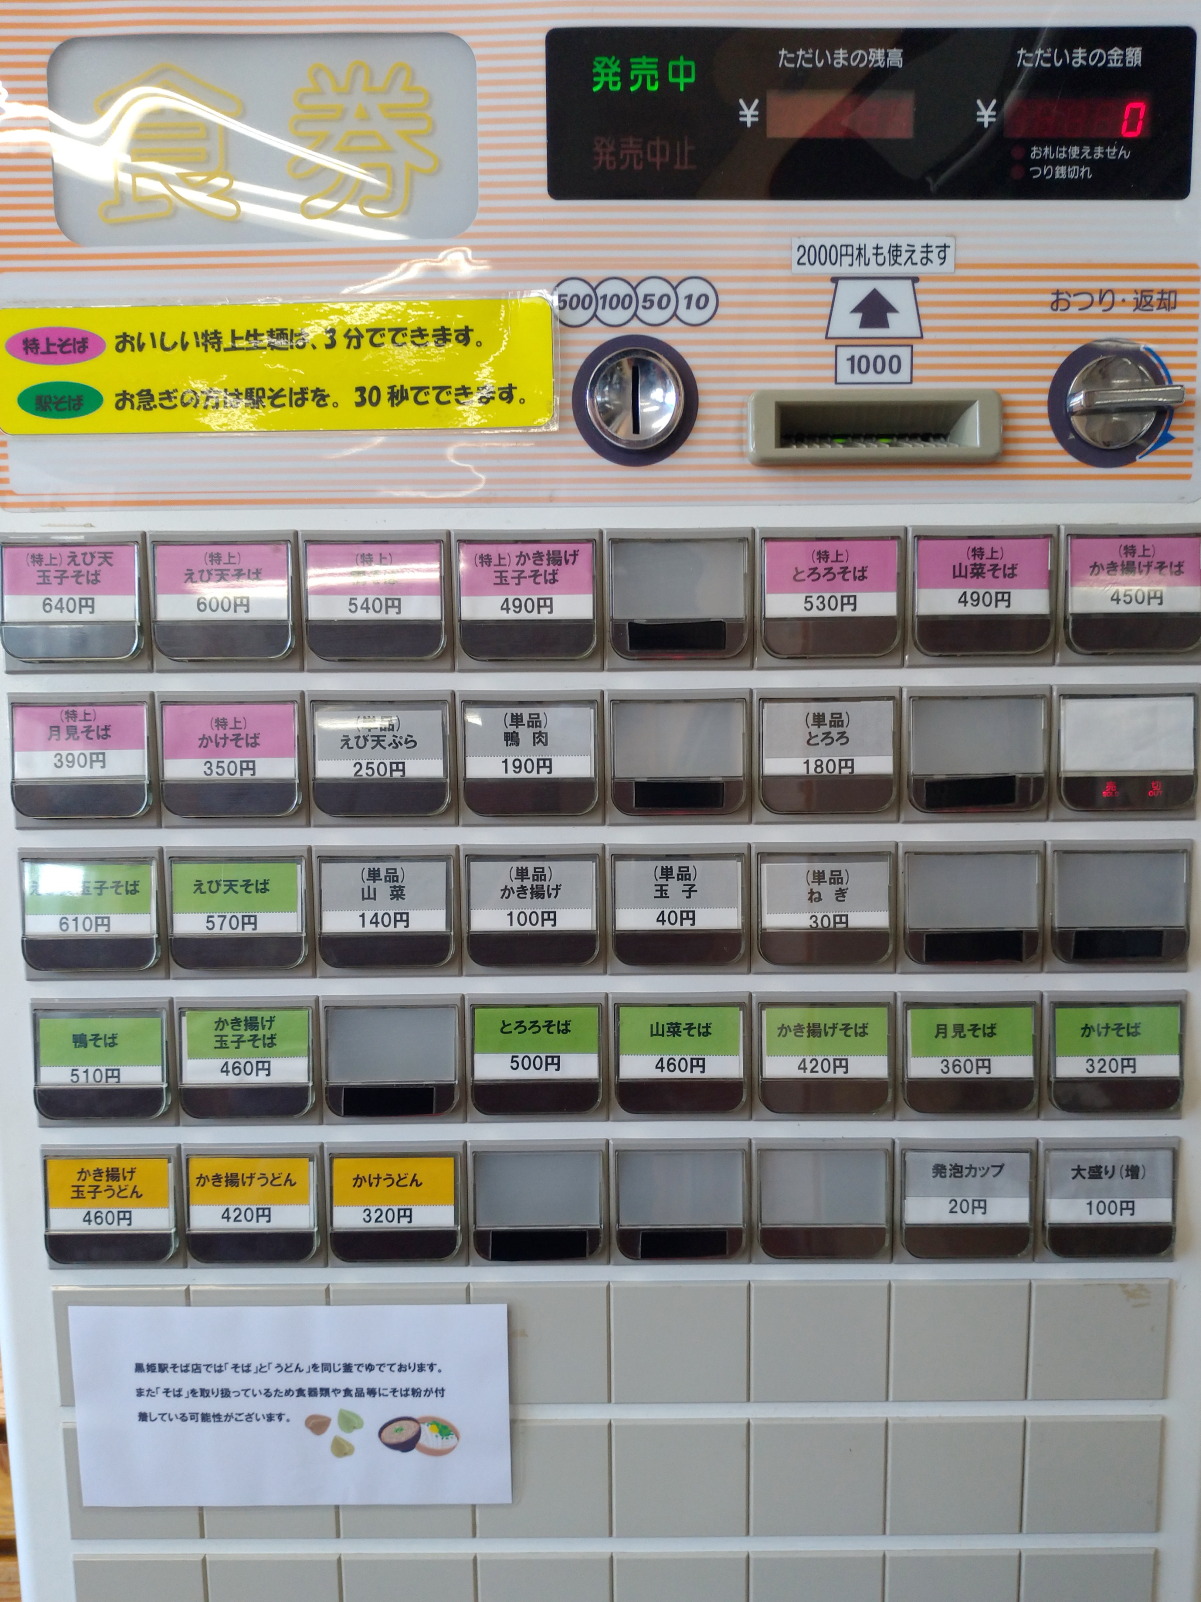 食券
発売中
発売中止
ただいまの残高
¥
ただいまの金額
¥ 0
お札は使えません
つり銭切れ
2000円札も使えます
500 100 50 10
1000
おつり・返却
特上そば おいしい特上生麺は、3分でできます。
駅そば お急ぎの方は駅そばを。30秒でできます。
(特上)えび天
玉子そば
640円
(特上)
えび天そば
600円
(特上)
540円
(特上)かき揚げ
玉子そば
490円
(特上)
とろろそば
530円
(特上)
山菜そば
490円
(特上)
かき揚げそば
450円
(特上)
月見そば
390円
(特上)
かけそば
350円
(単品)
えび天ぷら
250円
(単品)
鴨肉
190円
(単品)
とろろ
180円
売切
SOLD OUT
玉子そば
610円
えび天そば
570円
(単品)
山菜
140円
(単品)
かき揚げ
100円
(単品)
玉子
40円
(単品)
ねぎ
30円
鴨そば
510円
かき揚げ
玉子そば
460円
とろろそば
500円
山菜そば
460円
かき揚げそば
420円
月見そば
360円
かけそば
320円
かき揚げ
玉子うどん
460円
かき揚げうどん
420円
かけうどん
320円
発泡カップ
20円
大盛り(増)
100円
黒姫駅そば店では「そば」と「うどん」を同じ釜でゆでております。
また「そば」を取り扱っているため食器類や食品等にそば粉が付
着している可能性がございます。